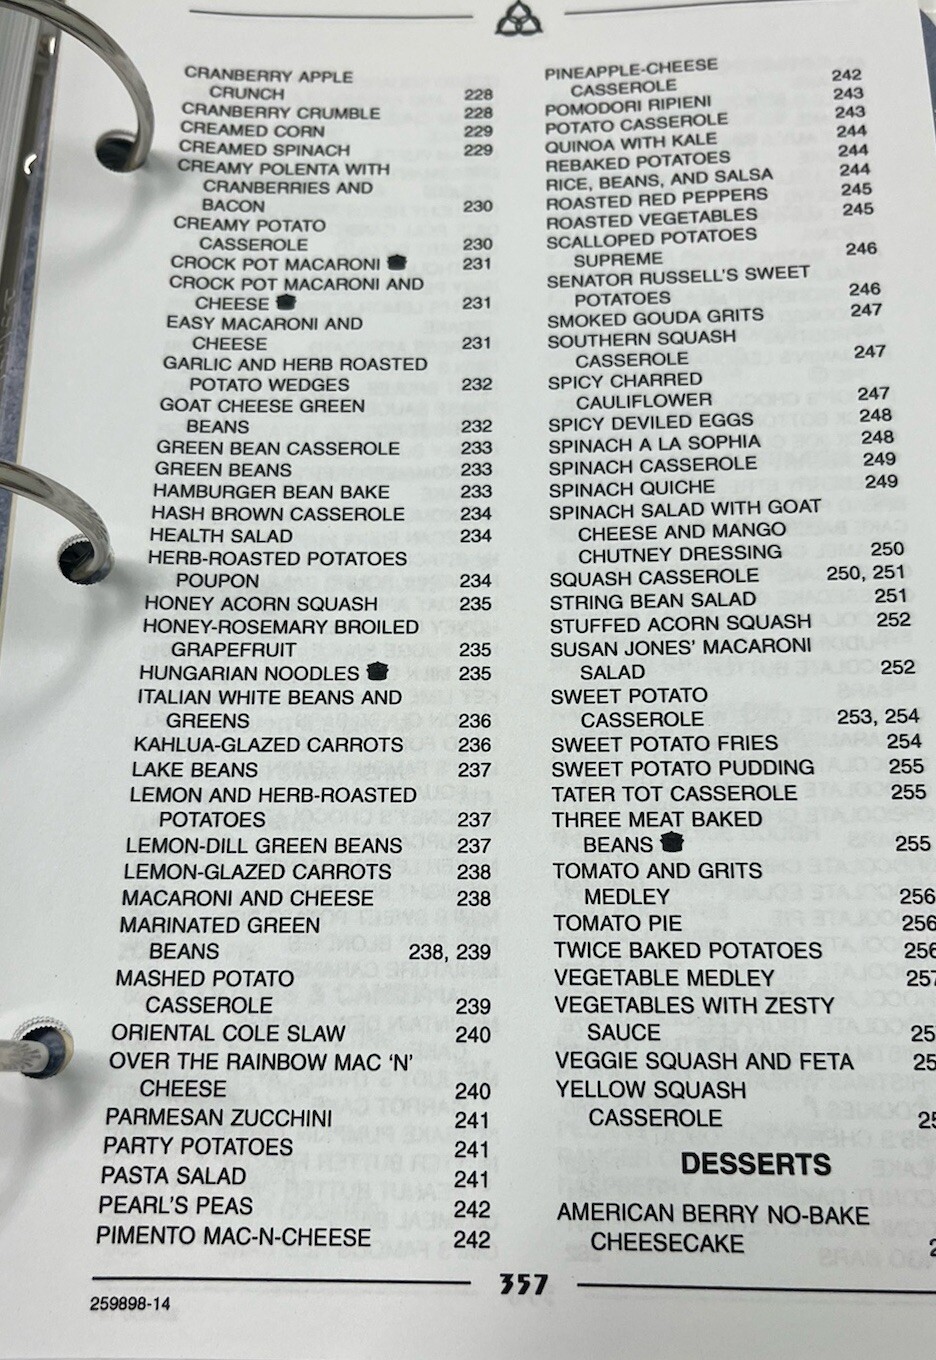 CRANBERRY APPLE
CRUNCH 228
CRANBERRY CRUMBLE 228
CREAMED CORN 229
CREAMED SPINACH 229
CREAMY POLENTA WITH
CRANBERRIES AND
BACON 230
CREAMY POTATO
CASSEROLE 230
CROCK POT MACARONI 231
CROCK POT MACARONI AND
CHEESE 231
EASY MACARONI AND
CHEESE 231
GARLIC AND HERB ROASTED
POTATO WEDGES 232
GOAT CHEESE GREEN
BEANS 232
GREEN BEAN CASSEROLE 233
GREEN BEANS 233
HAMBURGER BEAN BAKE 233
HASH BROWN CASSEROLE 234
HEALTH SALAD 234
HERB-ROASTED POTATOES
POUPON 234
HONEY ACORN SQUASH 235
HONEY-ROSEMARY BROILED
GRAPEFRUIT 235
HUNGARIAN NOODLES 235
ITALIAN WHITE BEANS AND
GREENS 236
KAHLUA-GLAZED CARROTS 236
LAKE BEANS 237
LEMON AND HERB-ROASTED
POTATOES 237
LEMON-DILL GREEN BEANS 237
LEMON-GLAZED CARROTS 238
MACARONI AND CHEESE 238
MARINATED GREEN
BEANS 238, 239
MASHED POTATO
CASSEROLE 239
ORIENTAL COLE SLAW 240
OVER THE RAINBOW MAC 'N'
CHEESE 240
PARMESAN ZUCCHINI 241
PARTY POTATOES 241
PASTA SALAD 241
PEARL'S PEAS 242
PIMENTO MAC-N-CHEESE 242
PINEAPPLE-CHEESE
CASSEROLE 242
POMODORI RIPIENI 243
POTATO CASSEROLE 243
QUINOA WITH KALE 244
REBAKED POTATOES 244
RICE, BEANS, AND SALSA 244
ROASTED RED PEPPERS 245
ROASTED VEGETABLES 245
SCALLOPED POTATOES
SUPREME 246
SENATOR RUSSELL'S SWEET
POTATOES 246
SMOKED GOUDA GRITS 247
SOUTHERN SQUASH
CASSEROLE 247
SPICY CHARRED
CAULIFLOWER 247
SPICY DEVILED EGGS 248
SPINACH A LA SOPHIA 248
SPINACH CASSEROLE 249
SPINACH QUICHE 249
SPINACH SALAD WITH GOAT
CHEESE AND MANGO
CHUTNEY DRESSING 250
SQUASH CASSEROLE 250, 251
STRING BEAN SALAD 251
STUFFED ACORN SQUASH 252
SUSAN JONES' MACARONI
SALAD 252
SWEET POTATO
CASSEROLE 253, 254
SWEET POTATO FRIES 254
SWEET POTATO PUDDING 255
TATER TOT CASSEROLE 255
THREE MEAT BAKED
BEANS 255
TOMATO AND GRITS
MEDLEY 256
TOMATO PIE 256
TWICE BAKED POTATOES 256
VEGETABLE MEDLEY 257
VEGETABLES WITH ZESTY
SAUCE 25
VEGGIE SQUASH AND FETA 25
YELLOW SQUASH
CASSEROLE 25
DESSERTS
AMERICAN BERRY NO-BAKE
CHEESECAKE 2
357
259898-14